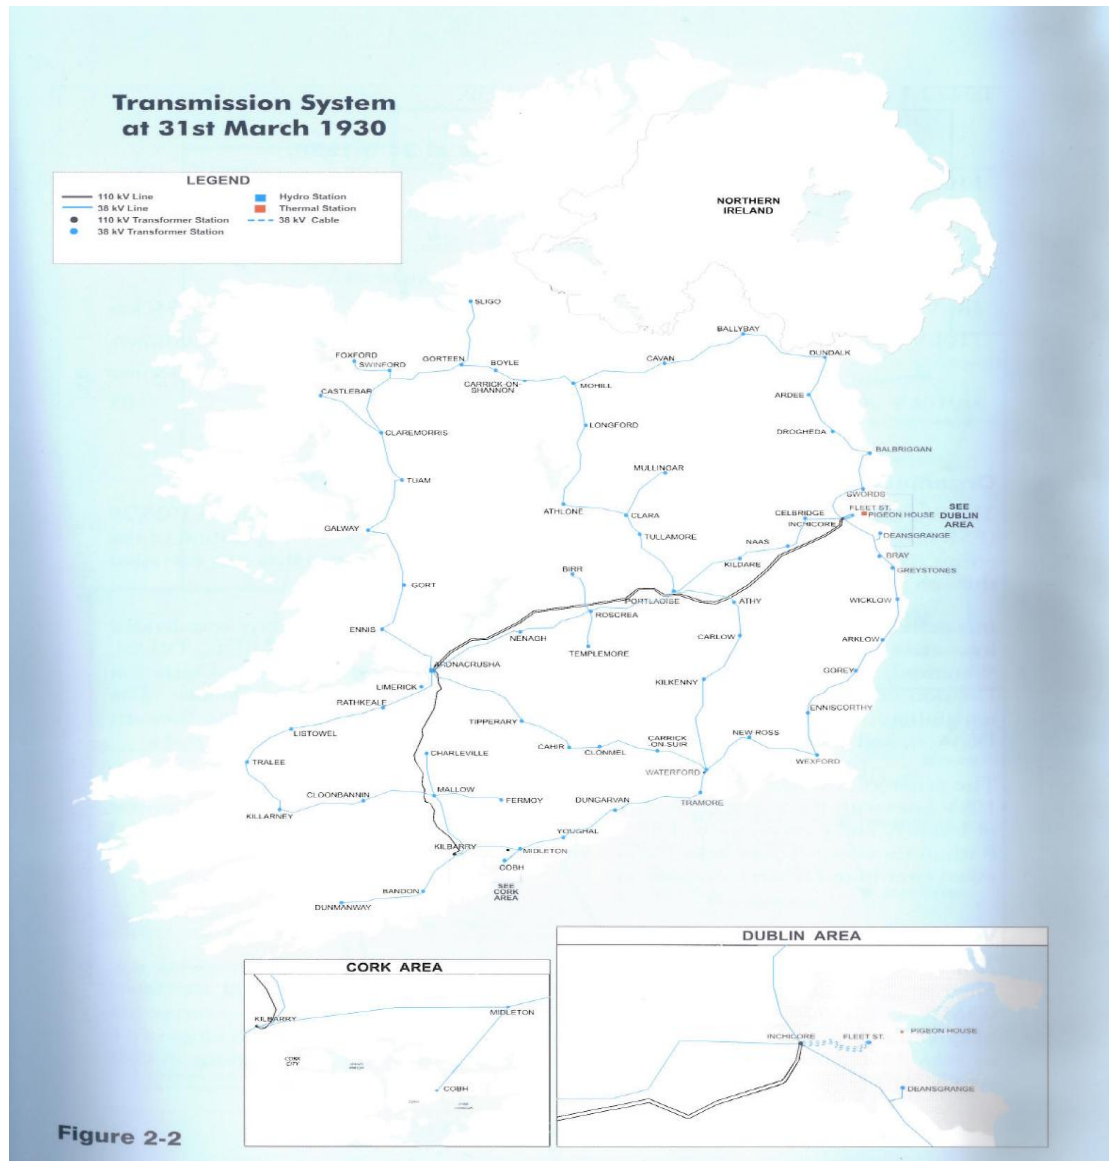 Transmission System
at 31st March 1930
LEGEND
110 kV Line
38 kV Line
110 kV Transformer Station
38 kV Transformer Station
Hydro Station
Thermal Station
38 kV Cable
NORTHERN
IRELAND
SLIGO
BALLYBAY
FOXFORD
SWINFORD
GORTEEN
BOYLE
CAVAN
DUNDALK
CASTLEBAR
CARRICK-ON-
SHANNON
MOHILL
ARDEE
CLAREMORRIS
LONGFORD
DROGHEDA
BALBRIGGAN
TUAM
MULLINGAR
SWORDS
ATHLONE
CLARA
CELBRIDGE
FLEET ST.
PIGEON HOUSE
INCHICORE
SEE
DUBLIN
AREA
GALWAY
TULLAMORE
NAAS
DEANSGRANGE
KILDARE
BRAY
GREYSTONES
GORT
BIRR
PORTLAOISE
ATHY
WICKLOW
ROSCREA
ENNIS
NENAGH
CARLOW
ARKLOW
TEMPLEMORE
ARDNACRUSHA
GOREY
LIMERICK
KILKENNY
RATHKEALE
ENNISCORTHY
LISTOWEL
TIPPERARY
CARRICK
-ON-SUIR
NEW ROSS
CHARLEVILLE
CAHIR
CLONMEL
WEXFORD
TRALEE
WATERFORD
CLOONBANNIN
MALLOW
FERMOY
DUNGARVAN
TRAMORE
KILLARNEY
YOUGHAL
KILBARRY
MIDLETON
COBH
SEE
CORK
AREA
BANDON
DUNMANWAY
CORK AREA
KILBARRY
MIDLETON
CORK
CITY
COBH
DUBLIN AREA
INCHICORE
FLEET ST.
PIGEON HOUSE
DEANSGRANGE
Figure 2-2